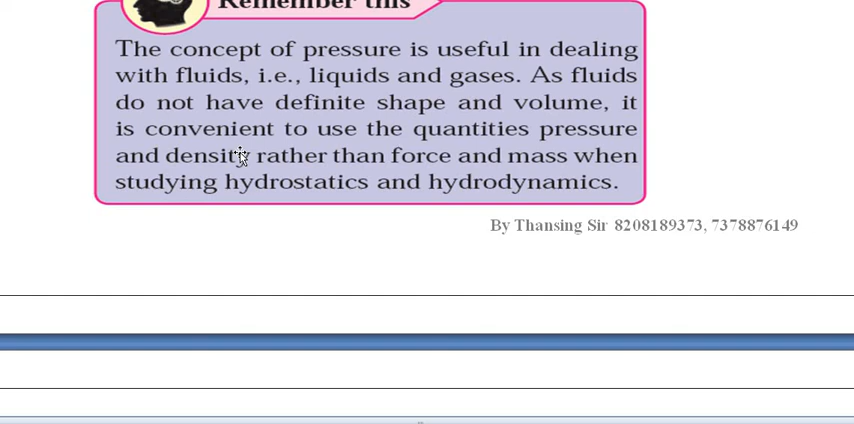 Remember this
The concept of pressure is useful in dealing
with fluids, i.e., liquids and gases. As fluids
do not have definite shape and volume, it
is convenient to use the quantities pressure
and density rather than force and mass when
studying hydrostatics and hydrodynamics.
By Thansing Sir 8208189373, 7378876149